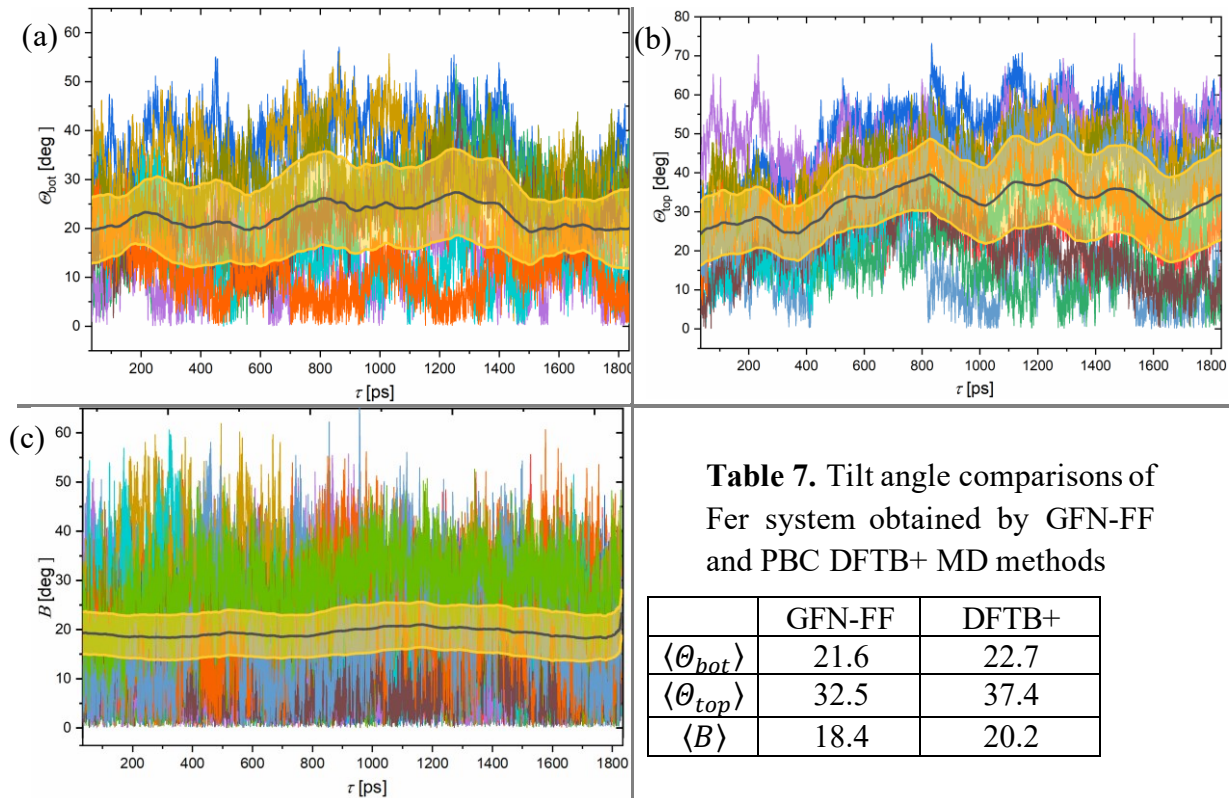 (a)
60
50
40
30
20
10
0
Θbot [deg]
200 400 600 800 1000 1200 1400 1600 1800
τ [ps]
(b)
80
70
60
50
40
30
20
10
0
Θtop [deg]
200 400 600 800 1000 1200 1400 1600 1800
τ [ps]
(c)
60
50
40
30
20
10
0
B [deg]
200 400 600 800 1000 1200 1400 1600 1800
τ [ps]
Table 7. Tilt angle comparisons of
Fer system obtained by GFN-FF
and PBC DFTB+ MD methods
GFN-FF DFTB+
⟨Θbot⟩ 21.6 22.7
⟨Θtop⟩ 32.5 37.4
⟨B⟩ 18.4 20.2